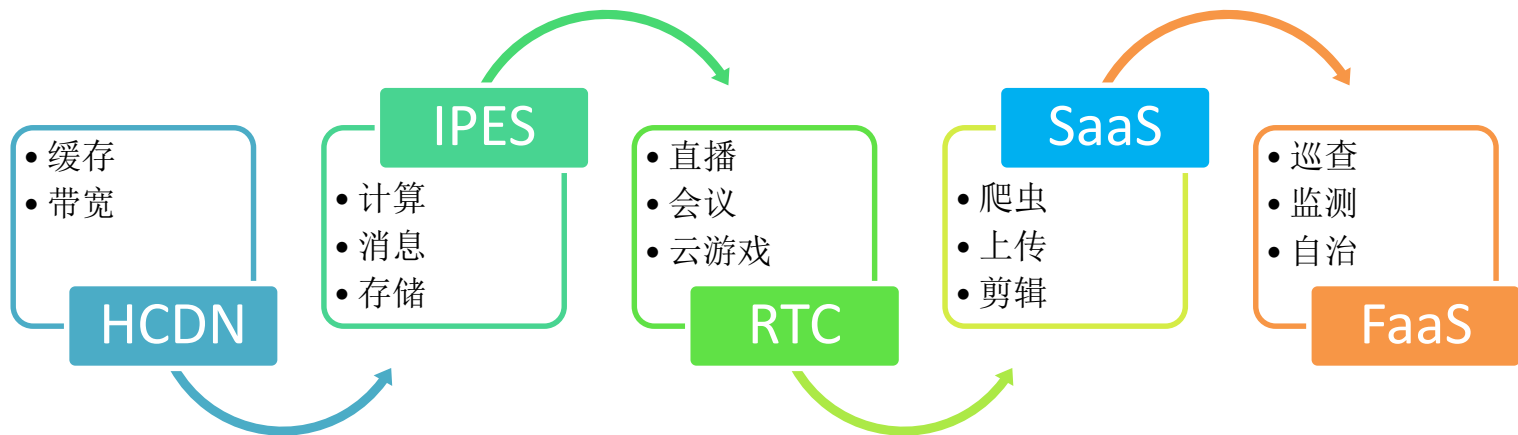 • 缓存
• 带宽
HCDN
IPES
• 计算
• 消息
• 存储
• 直播
• 会议
• 云游戏
RTC
SaaS
• 爬虫
• 上传
• 剪辑
• 巡查
• 监测
• 自治
FaaS